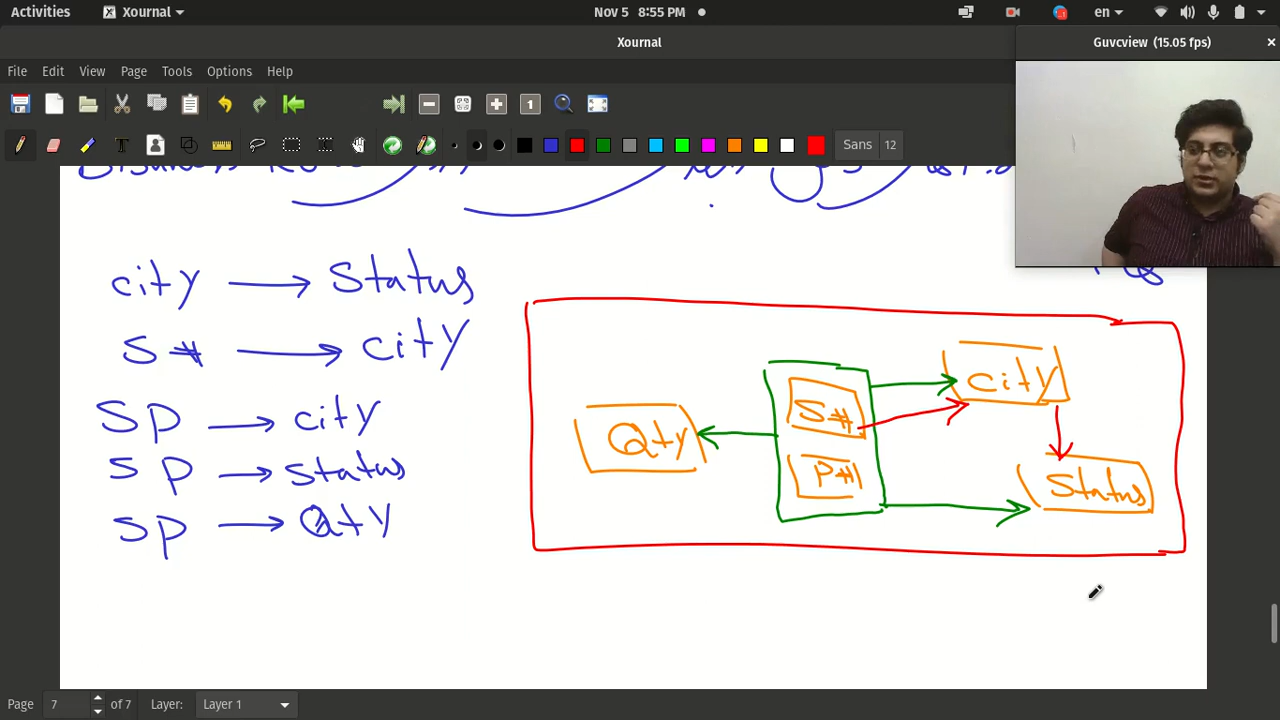 Activities Xournal Nov 5 8:55 PM en
Xournal
Guvcview (15.05 fps)
File Edit View Page Tools Options Help
Sans 12
city → Status
S# → city
SP → city
SP → status
SP → Qty
Qty
S#
P#
city
Status
Page 7 of 7 Layer: Layer 1